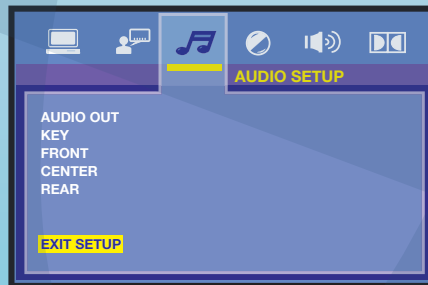 AUDIO SETUP
AUDIO OUT
KEY
FRONT
CENTER
REAR
EXIT SETUP